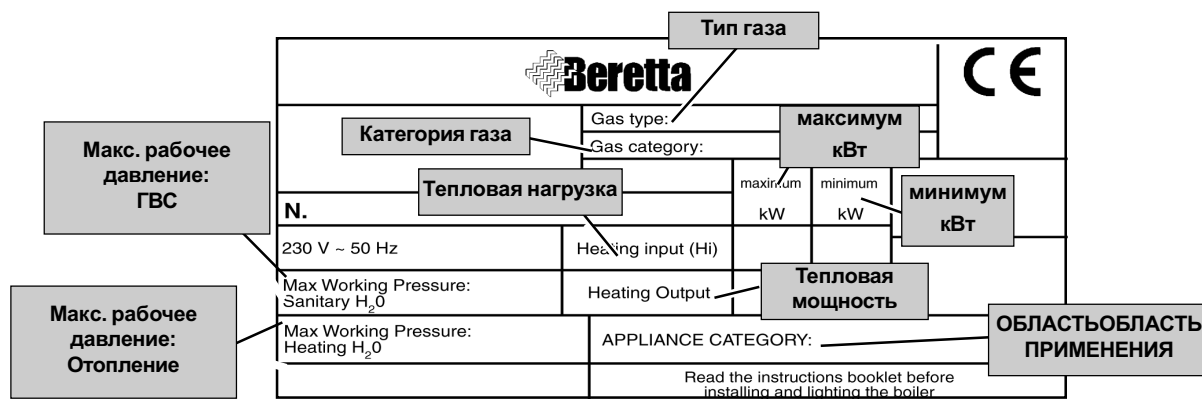 Тип газа
Beretta
CE
Gas type:
максимум
кВт
Категория газа
Gas category:
Макс. рабочее
давление:
ГВС
Тепловая нагрузка
maximum
minimum
минимум
кВт
N.
kW
kW
230 V ~ 50 Hz
Heating input (Hi)
Max Working Pressure:
Sanitary H₂0
Heating Output
Тепловая
мощность
Макс. рабочее
давление:
Отопление
Max Working Pressure:
Heating H₂0
APPLIANCE CATEGORY:
ОБЛАСТЬОБЛАСТЬ
ПРИМЕНЕНИЯ
Read the instructions booklet before
installing and lighting the boiler